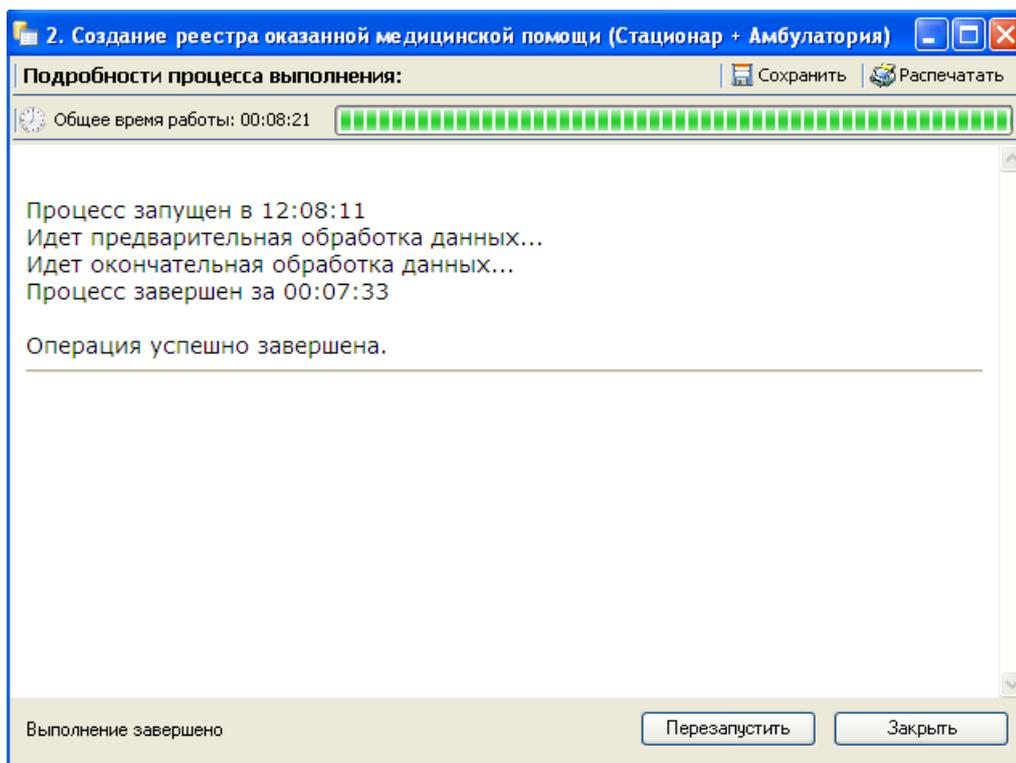 2. Создание реестра оказанной медицинской помощи (Стационар + Амбулатория)
Подробности процесса выполнения:
Сохранить
Распечатать
Общее время работы: 00:08:21
Процесс запущен в 12:08:11
Идет предварительная обработка данных...
Идет окончательная обработка данных...
Процесс завершен за 00:07:33
Операция успешно завершена.
Выполнение завершено
Перезапустить
Закрыть